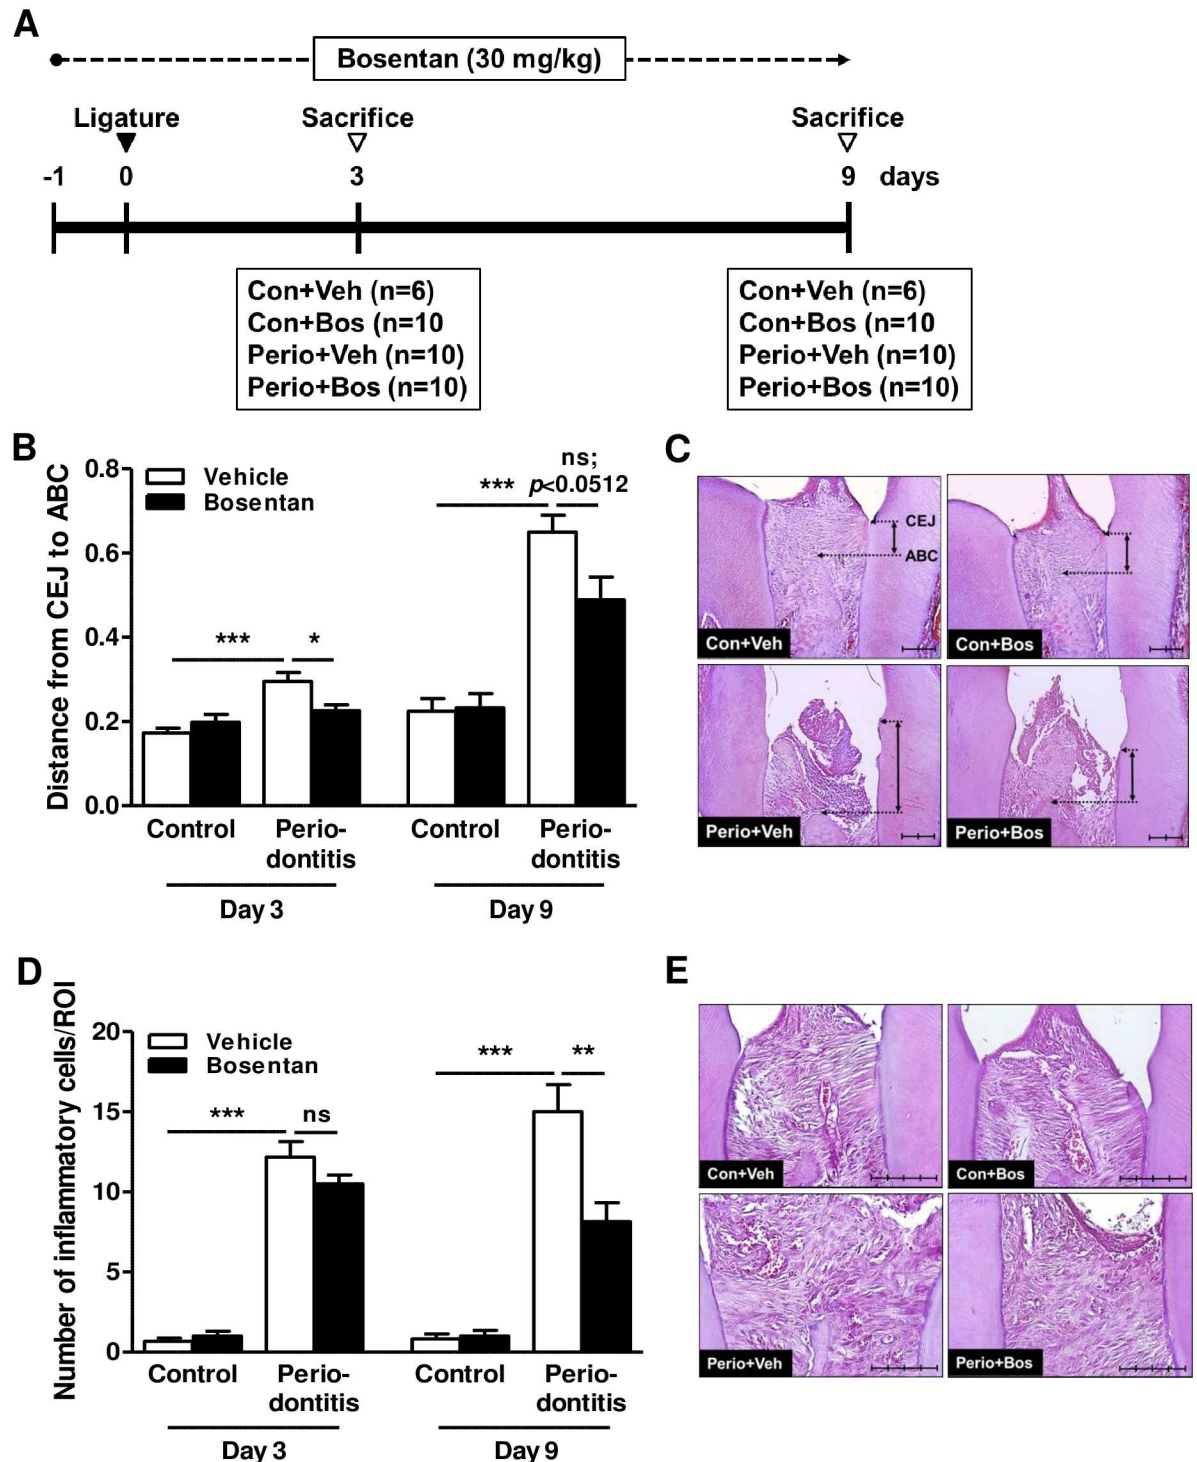 A
Bosentan (30 mg/kg)
Ligature Sacrifice Sacrifice
-1 0 3 9 days
Con+Veh (n=6)
Con+Bos (n=10
Perio+Veh (n=10)
Perio+Bos (n=10)
Con+Veh (n=6)
Con+Bos (n=10
Perio+Veh (n=10)
Perio+Bos (n=10)
B
Distance from CEJ to ABC
0.8
0.6
0.4
0.2
0.0
Vehicle
Bosentan
***
*
***
ns;
p<0.0512
Control
Perio-
dontitis
Control
Perio-
dontitis
Day 3
Day 9
C
CEJ
ABC
Con+Veh
Con+Bos
Perio+Veh
Perio+Bos
D
Number of inflammatory cells/ROI
20
15
10
5
0
Vehicle
Bosentan
***
ns
***
**
Control
Perio-
dontitis
Control
Perio-
dontitis
Day 3
Day 9
E
Con+Veh
Con+Bos
Perio+Veh
Perio+Bos